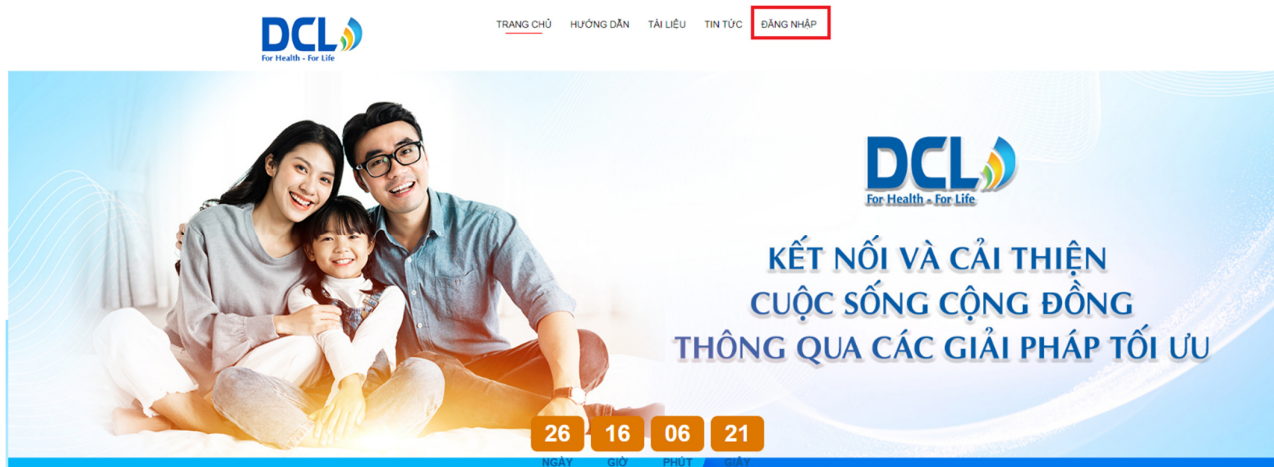 DCL
For Health - For Life
TRANG CHỦ HƯỚNG DẪN TÀI LIỆU TIN TỨC ĐĂNG NHẬP
DCL
For Health - For Life
KẾT NỐI VÀ CẢI THIỆN
CUỘC SỐNG CỘNG ĐỒNG
THÔNG QUA CÁC GIẢI PHÁP TỐI ƯU
26 16 06 21
NGÀY GIỜ PHÚT GIÂY